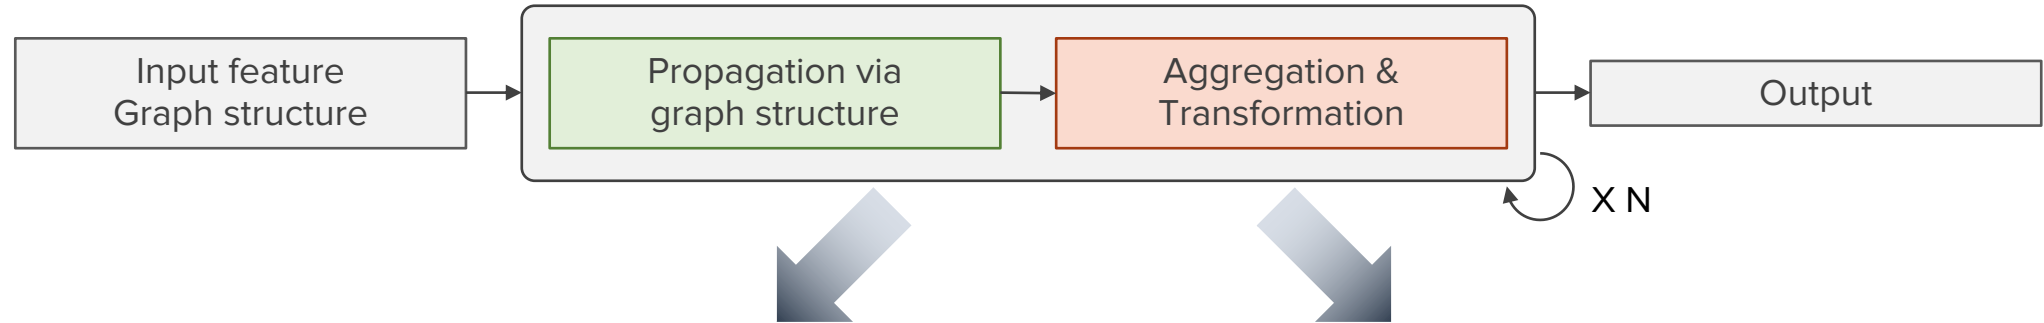 Input feature
Graph structure
Propagation via
graph structure
Aggregation &
Transformation
Output
X N